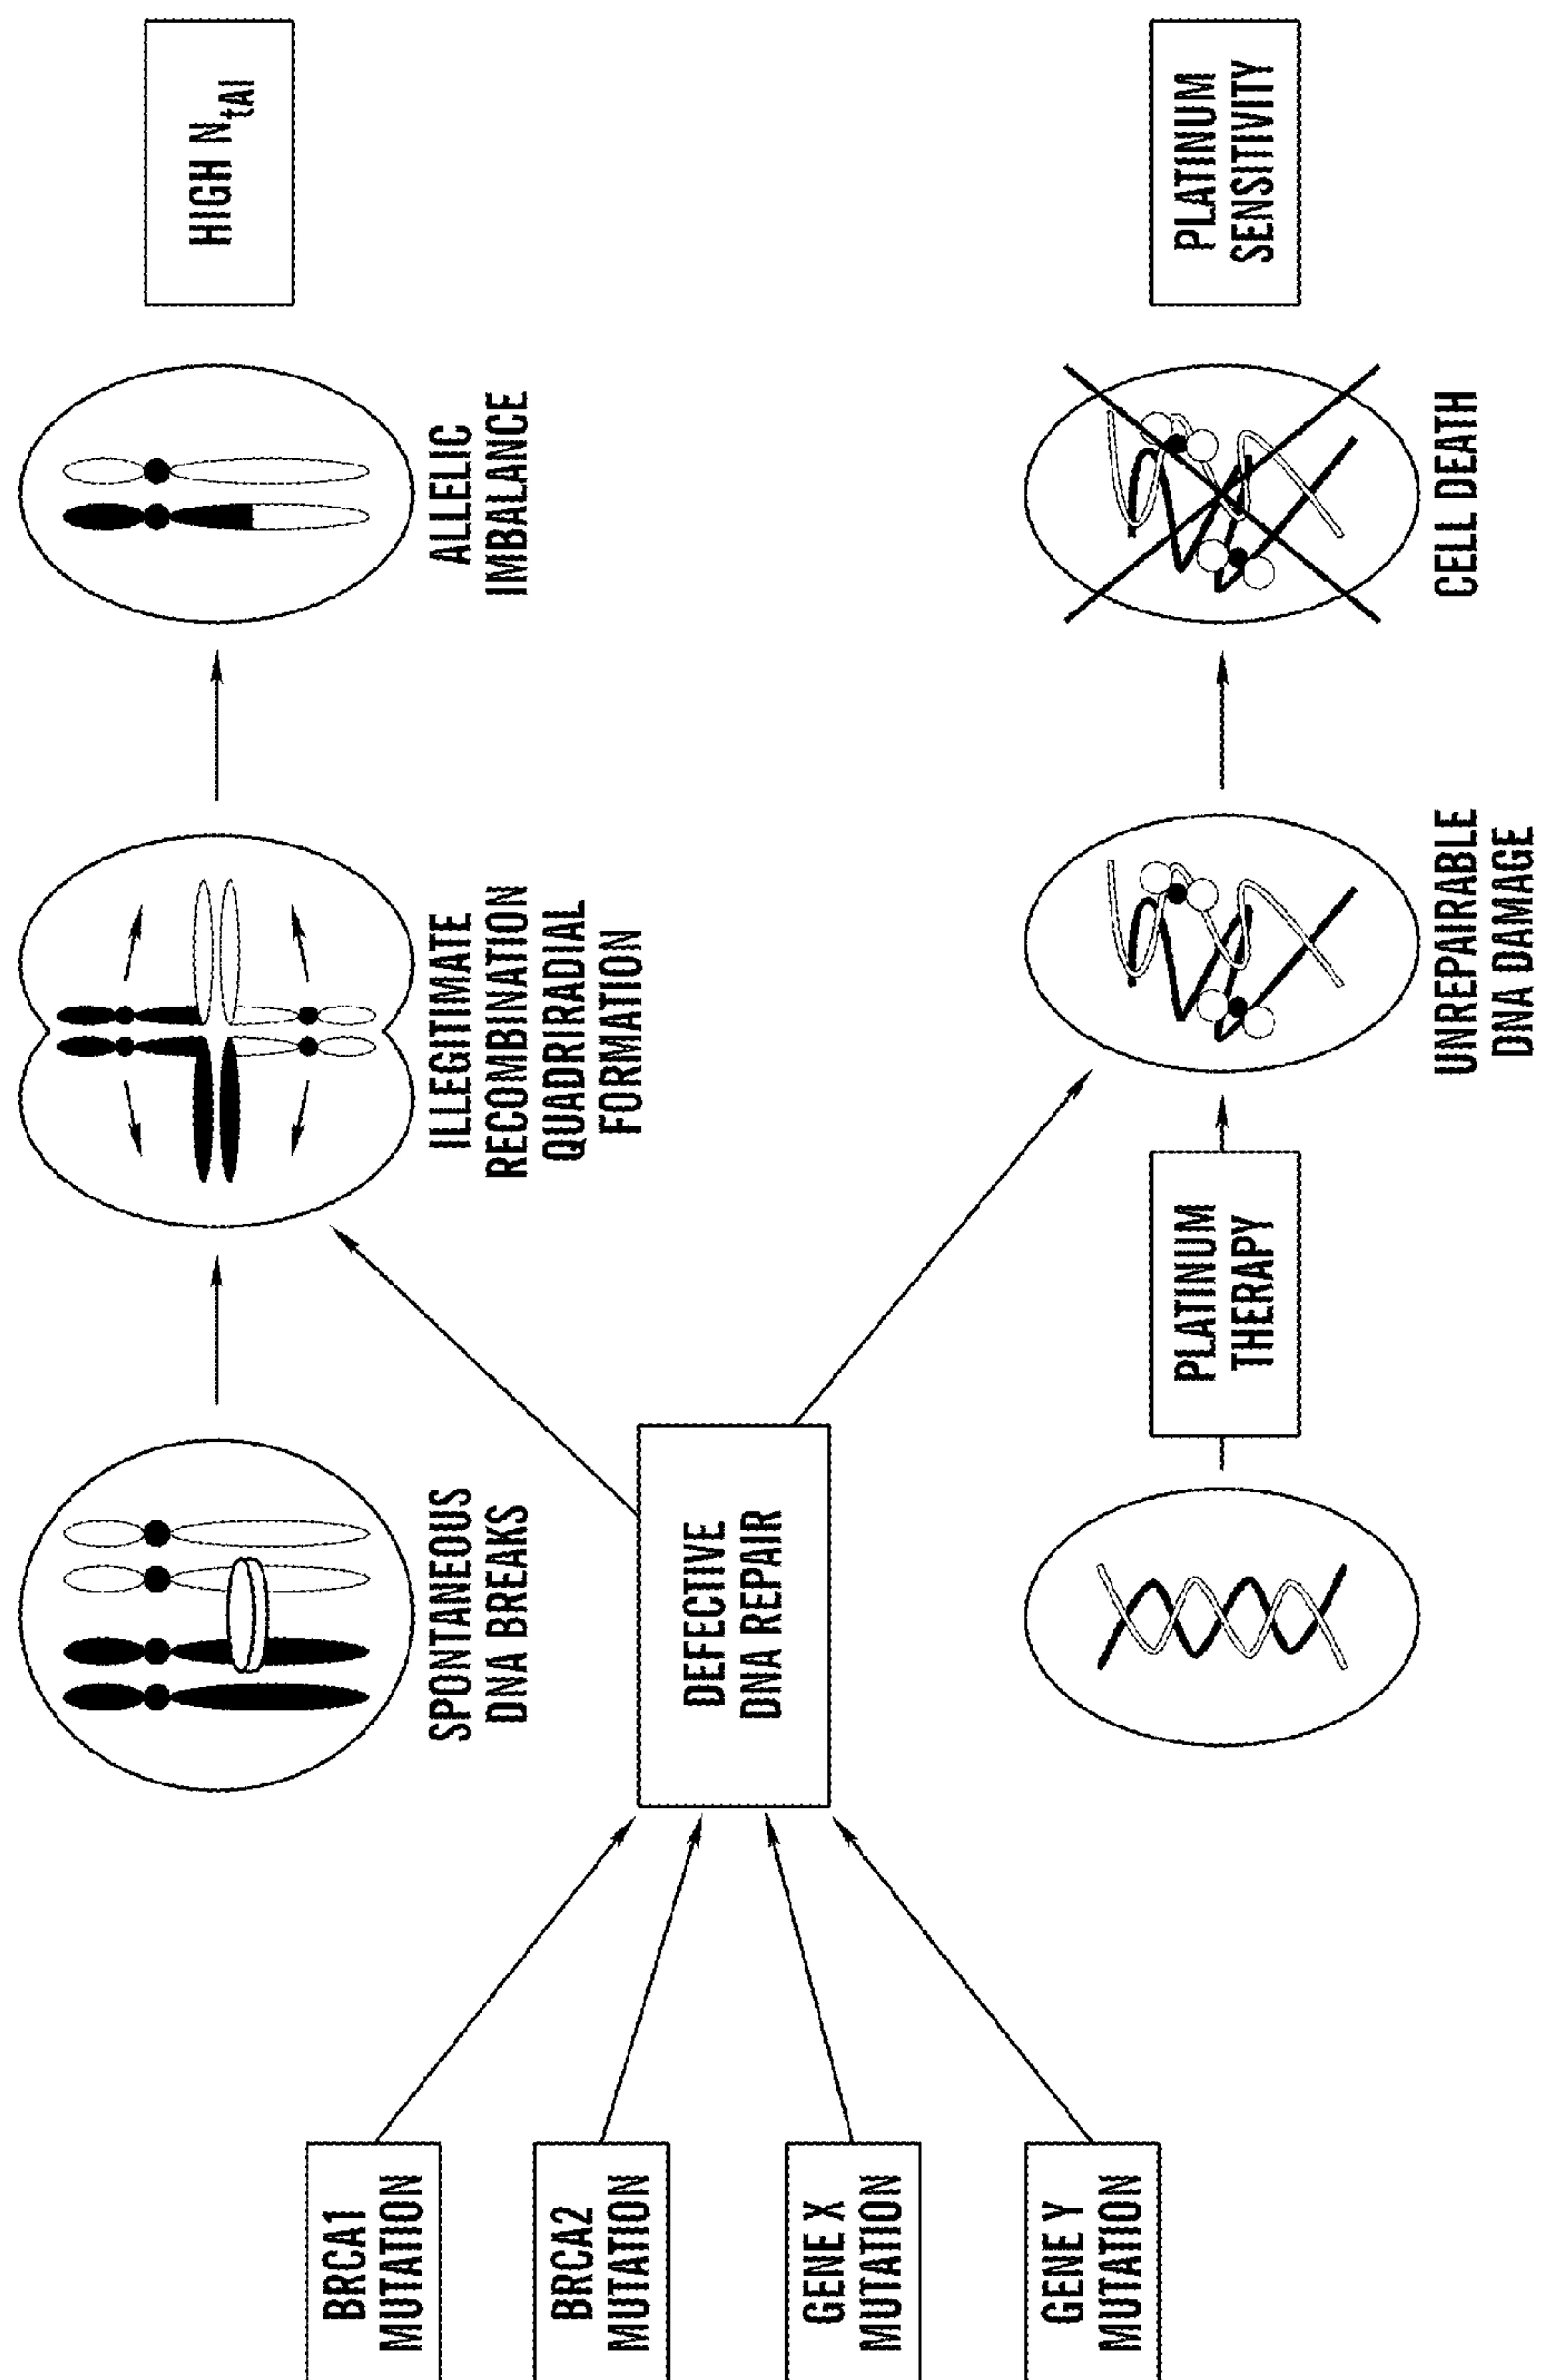 BRCA1
MUTATION
BRCA2
MUTATION
GENE X
MUTATION
GENE Y
MUTATION
SPONTANEOUS
DNA BREAKS
DEFECTIVE
DNA REPAIR
ILLEGITIMATE
RECOMBINATION
QUADRIRADIAL
FORMATION
PLATINUM
THERAPY
UNREPAIRABLE
DNA DAMAGE
ALLELIC
IMBALANCE
CELL DEATH
HIGH NtAI
PLATINUM
SENSITIVITY